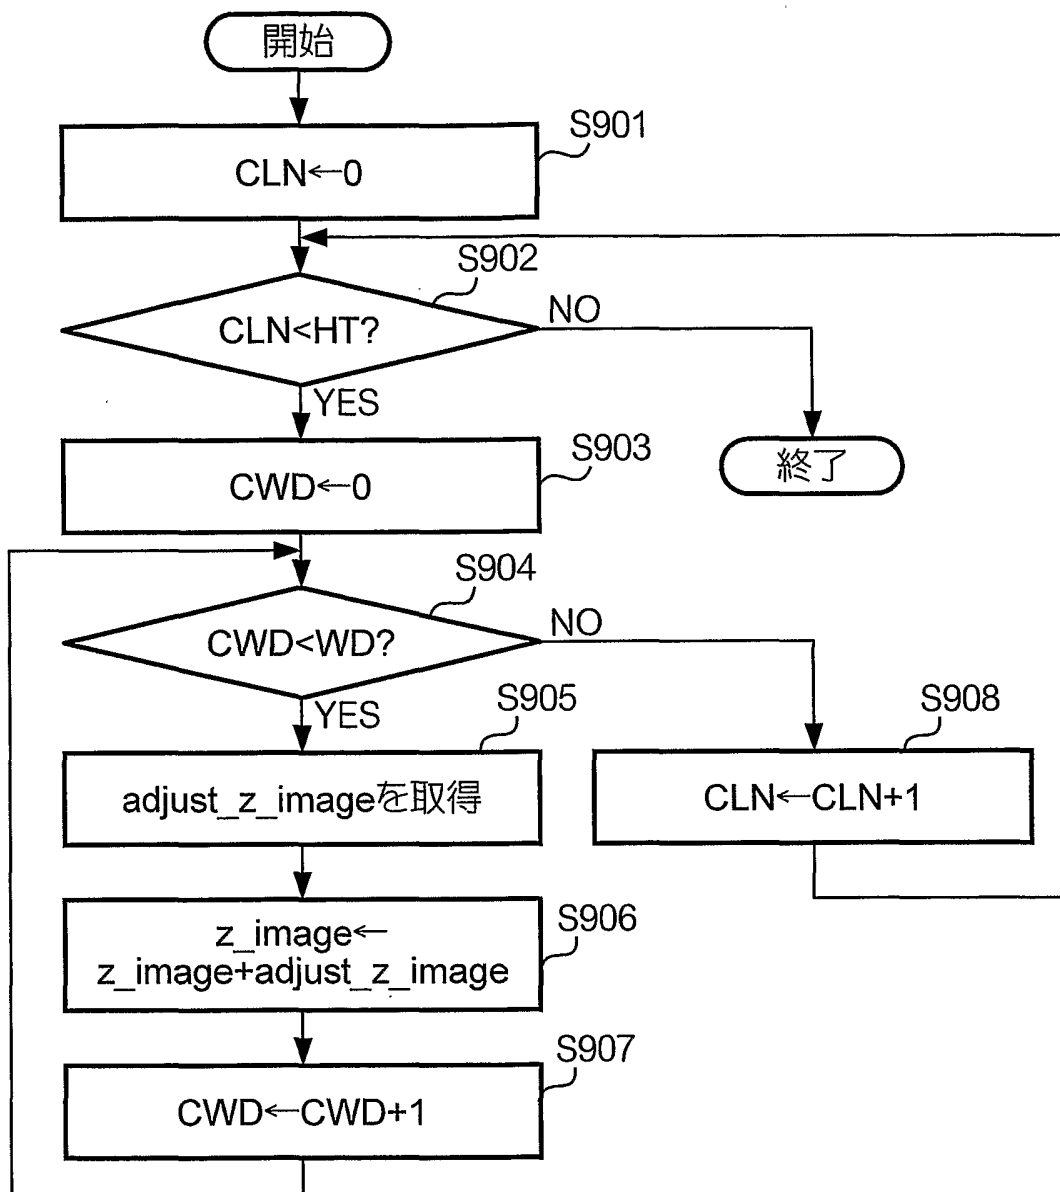 開始
S901
CLN←0
S902
CLN<HT?
NO
YES
S903
CWD←0
終了
S904
CWD<WD?
NO
YES
S905
adjust_z_imageを取得
S908
CLN←CLN+1
S906
z_image←
z_image+adjust_z_image
S907
CWD←CWD+1